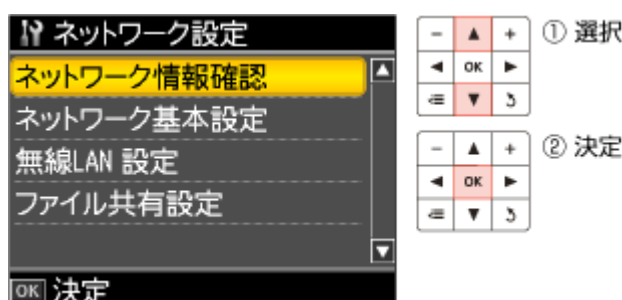 ネットワーク設定
ネットワーク情報確認
ネットワーク基本設定
無線LAN 設定
ファイル共有設定
OK 決定
- ▲ +
◀ OK ▶
▼
① 選択
- ▲ +
◀ OK ▶
▼
② 決定